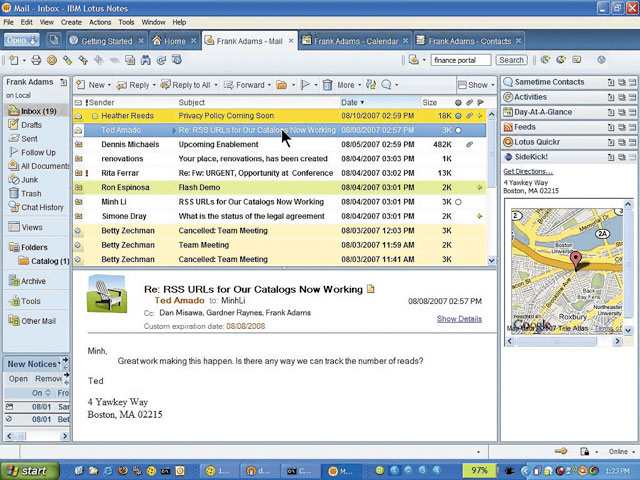 Mail - Inbox - IBM Lotus Notes
File Edit View Create Actions Tools Window Help
Open Getting Started Home Frank Adams - Mail Frank Adams - Calendar Frank Adams - Contacts
finance portal Search
Frank Adams
on Local
Inbox (19)
Drafts
Sent
Follow Up
All Documents
Junk
Trash
Chat History
Views
Folders
Catalog (1)
Archive
Tools
Other Mail
New Notices
Open Remove
On Fro
08/01 Sar
08/01 Bet
New Reply Reply to All Forward More Show
! Sender Subject Date Size
Heather Reeds Privacy Policy Coming Soon 08/10/2007 02:59 PM 18K
Ted Amado Re: RSS URLs for Our Catalogs Now Working 08/08/2007 02:57 PM 3K
Dennis Michaels Upcoming Enablement 08/05/2007 02:59 PM 482K
renovations Your place, renovations, has been created 08/04/2007 03:03 PM 1K
Rita Ferrar Re: Fw: URGENT, Opportunity at Conference 08/04/2007 03:02 PM 13K
Ron Espinosa Flash Demo 08/04/2007 03:01 PM 2K
Minh Li RSS URLs for Our Catalogs Now Working 08/04/2007 03:01 PM 3K
Simone Dray What is the status of the legal agreement 08/04/2007 03:01 PM 2K
Betty Zechman Cancelled: Team Meeting 08/03/2007 12:03 PM 3K
Betty Zechman Team Meeting 08/03/2007 11:59 AM 2K
Betty Zechman Cancelled: Team Meeting 08/03/2007 11:41 AM 3K
Re: RSS URLs for Our Catalogs Now Working
Ted Amado to: MinhLi 08/08/2007 02:57 PM
Cc: Dan Misawa, Gardner Raynes, Frank Adams
Show Details
Custom expiration date: 08/08/2008
Minh,
Great work making this happen. Is there any way we can track the number of reads?
Ted
4 Yawkey Way
Boston, MA 02215
Sametime Contacts
Activities
Day-At-A-Glance
Feeds
Lotus Quickr
SideKick!
Get Directions...
4 Yawkey Way
BOSTON, MA 02215
Memorial Dr
2A
Boston
University
2
Back Bay
Roxbury
Google
Tele Atlas
Terms of
Online
start
97%
1:23 PM